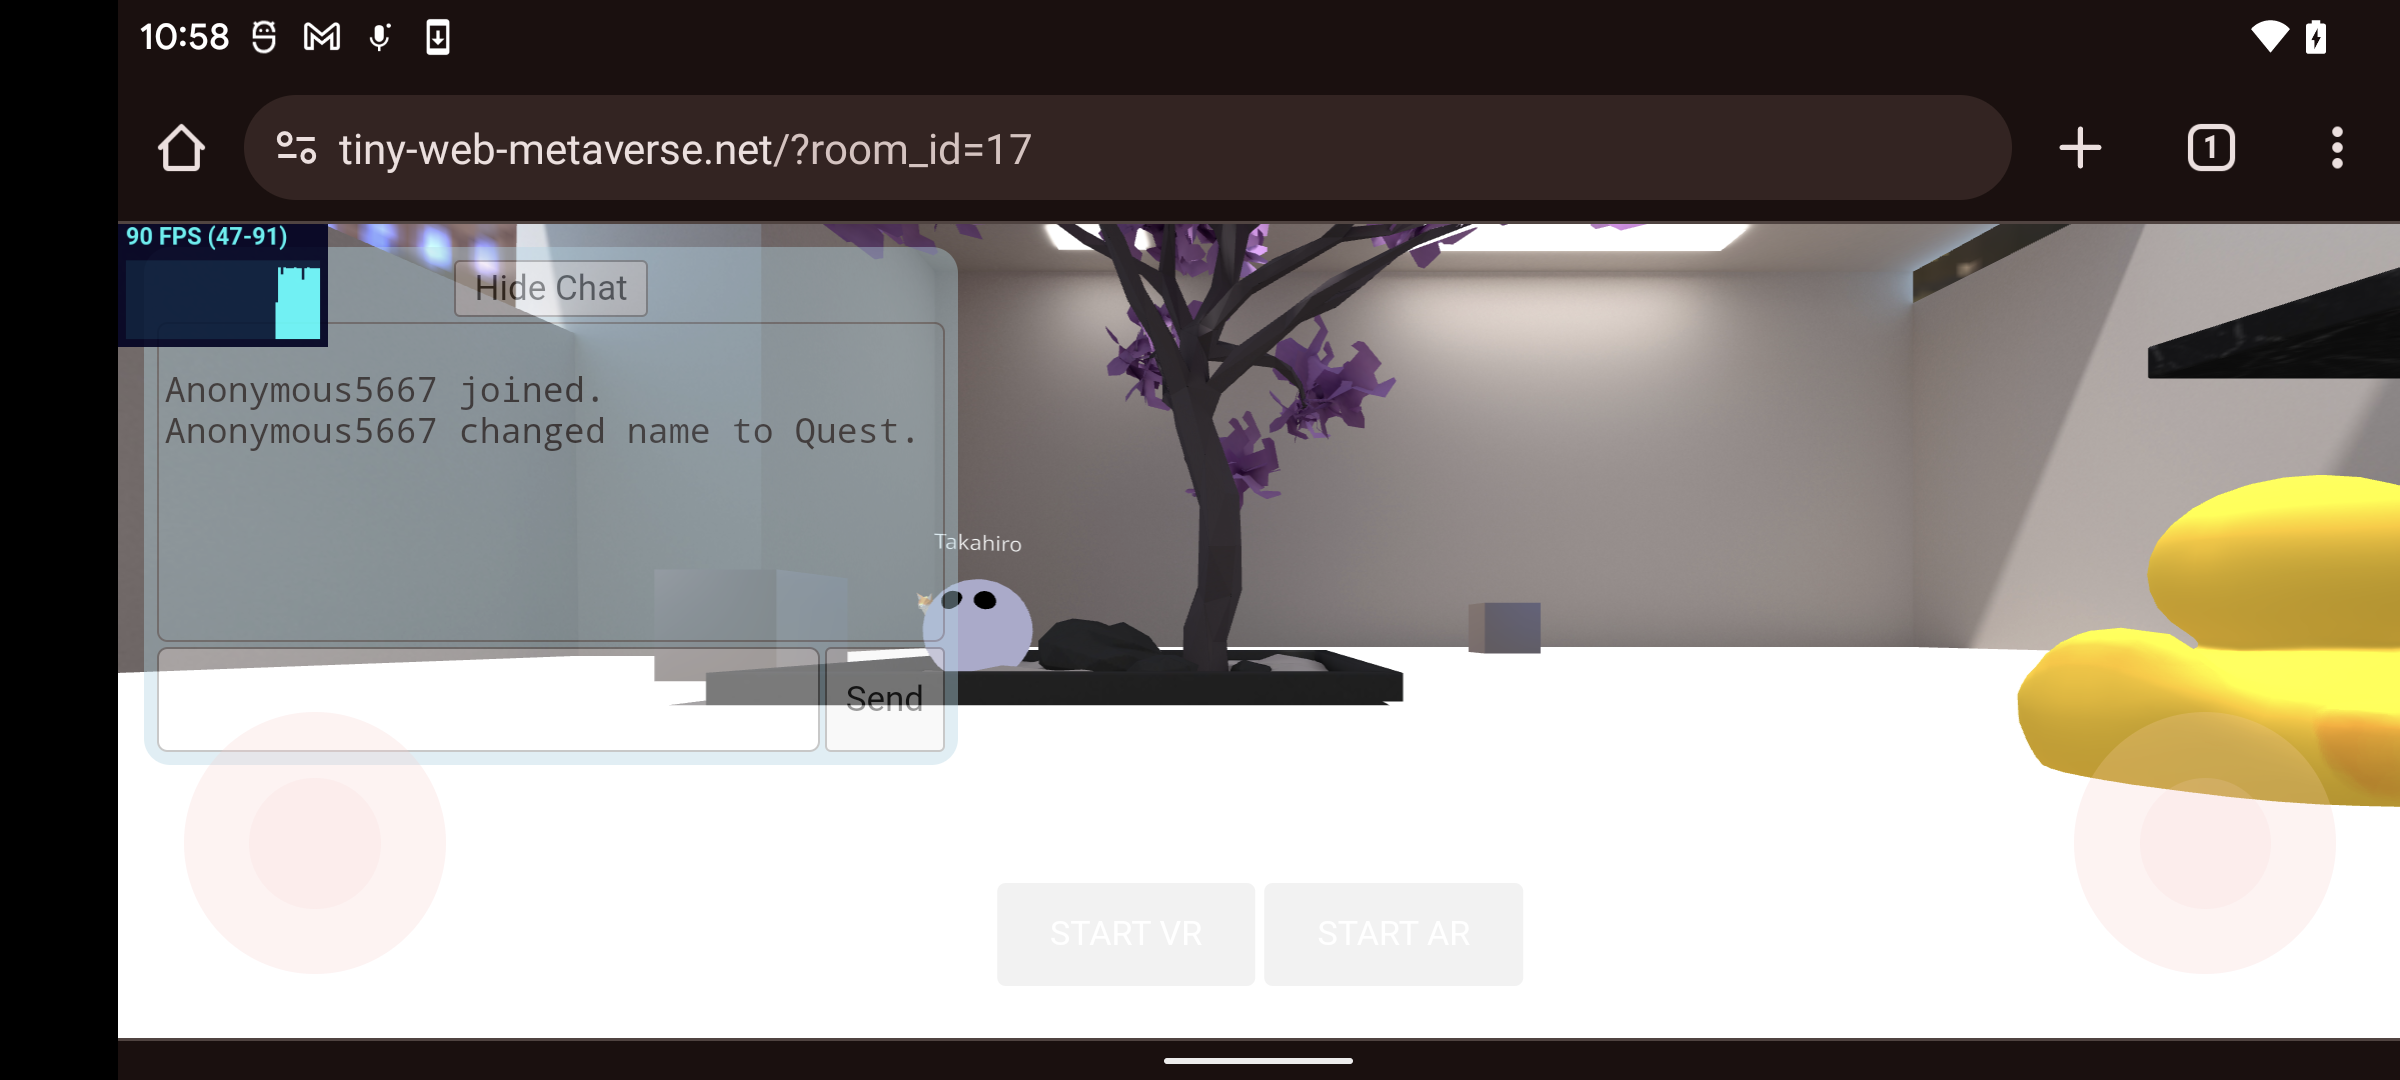 10:58
tiny-web-metaverse.net/?room_id=17
1
90 FPS (47-91)
Hide Chat
Anonymous5667 joined.
Anonymous5667 changed name to Quest.
Takahiro
Send
START VR
START AR